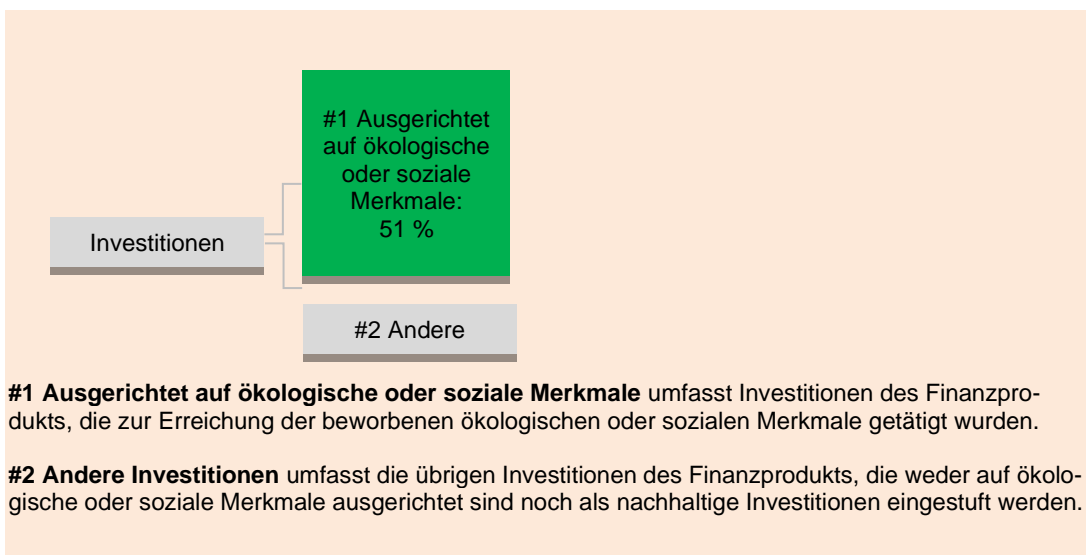 #1 Ausgerichtet
auf ökologische
oder soziale
Merkmale:
51 %
Investitionen
#2 Andere
#1 Ausgerichtet auf ökologische oder soziale Merkmale umfasst Investitionen des Finanzpro-
dukts, die zur Erreichung der beworbenen ökologischen oder sozialen Merkmale getätigt wurden.
#2 Andere Investitionen umfasst die übrigen Investitionen des Finanzprodukts, die weder auf ökolo-
gische oder soziale Merkmale ausgerichtet sind noch als nachhaltige Investitionen eingestuft werden.